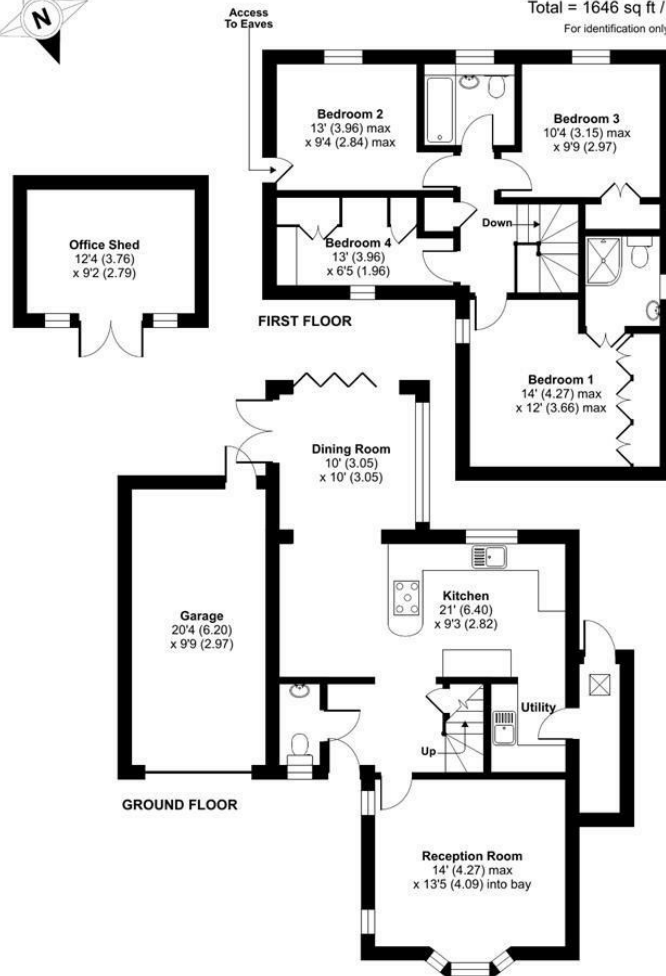 N
Access
To Eaves
Total = 1646 sq ft /
For identification only
Bedroom 2
13' (3.96) max
x 9'4 (2.84) max
Bedroom 3
10'4 (3.15) max
x 9'9 (2.97)
Office Shed
12'4 (3.76)
x 9'2 (2.79)
Down
Bedroom 4
13' (3.96)
x 6'5 (1.96)
FIRST FLOOR
Bedroom 1
14' (4.27) max
x 12' (3.66) max
Dining Room
10' (3.05)
x 10' (3.05)
Kitchen
21' (6.40)
x 9'3 (2.82)
Garage
20'4 (6.20)
x 9'9 (2.97)
Utility
Up
GROUND FLOOR
Reception Room
14' (4.27) max
x 13'5 (4.09) into bay